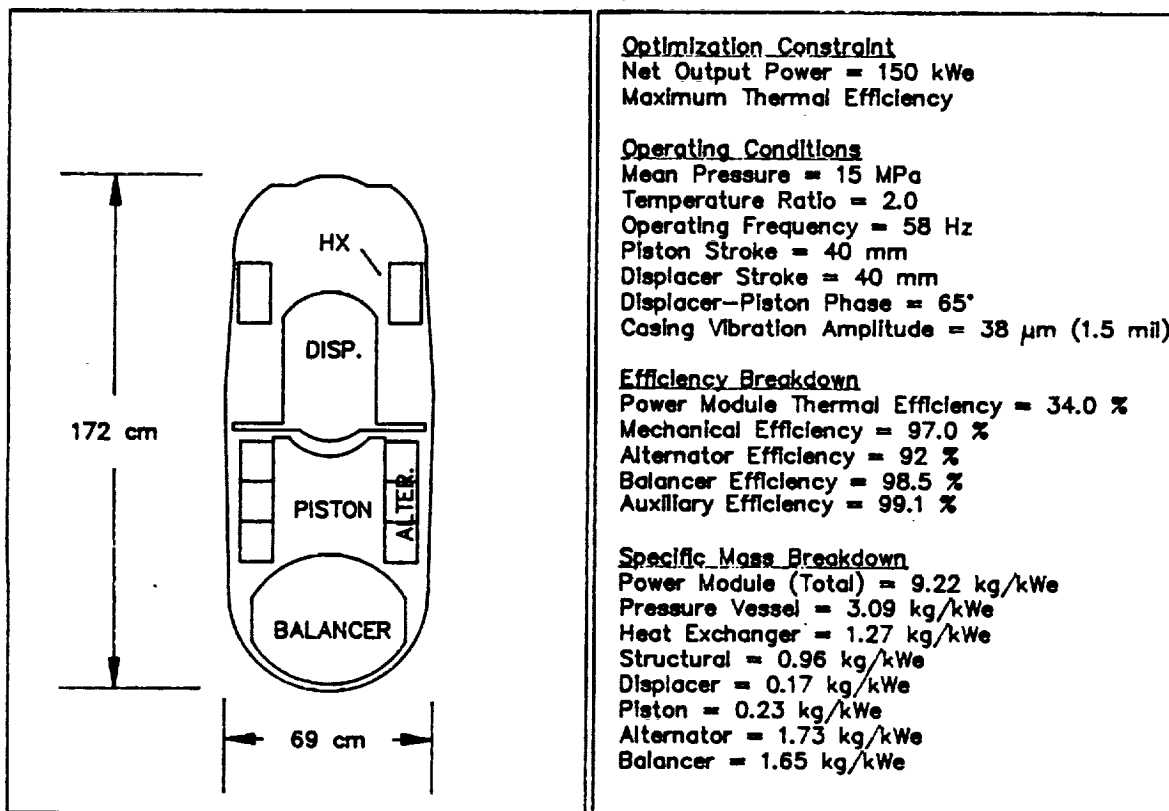 HX
DISP.
172 cm
PISTON
ALTER.
BALANCER
69 cm
Optimization Constraint
Net Output Power = 150 kWe
Maximum Thermal Efficiency
Operating Conditions
Mean Pressure = 15 MPa
Temperature Ratio = 2.0
Operating Frequency = 58 Hz
Piston Stroke = 40 mm
Displacer Stroke = 40 mm
Displacer-Piston Phase = 65°
Casing Vibration Amplitude = 38 μm (1.5 mil)
Efficiency Breakdown
Power Module Thermal Efficiency = 34.0 %
Mechanical Efficiency = 97.0 %
Alternator Efficiency = 92 %
Balancer Efficiency = 98.5 %
Auxiliary Efficiency = 99.1 %
Specific Mass Breakdown
Power Module (Total) = 9.22 kg/kWe
Pressure Vessel = 3.09 kg/kWe
Heat Exchanger = 1.27 kg/kWe
Structural = 0.96 kg/kWe
Displacer = 0.17 kg/kWe
Piston = 0.23 kg/kWe
Alternator = 1.73 kg/kWe
Balancer = 1.65 kg/kWe